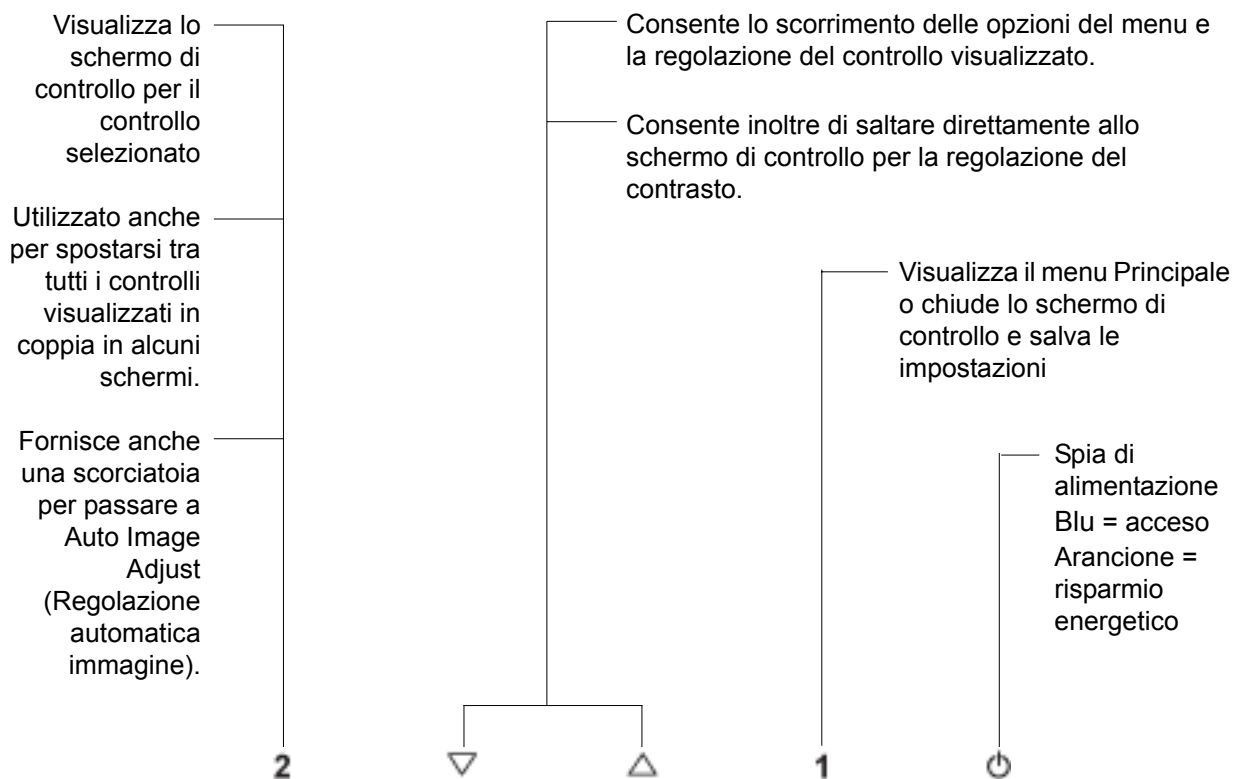 Visualizza lo
schermo di
controllo per il
controllo
selezionato
Utilizzato anche
per spostarsi tra
tutti i controlli
visualizzati in
coppia in alcuni
schermi.
Fornisce anche
una scorciatoia
per passare a
Auto Image
Adjust
(Regolazione
automatica
immagine).
Consente lo scorrimento delle opzioni del menu e
la regolazione del controllo visualizzato.
Consente inoltre di saltare direttamente allo
schermo di controllo per la regolazione del
contrasto.
Visualizza il menu Principale
o chiude lo schermo di
controllo e salva le
impostazioni
Spia di
alimentazione
Blu = acceso
Arancione =
risparmio
energetico
2
1